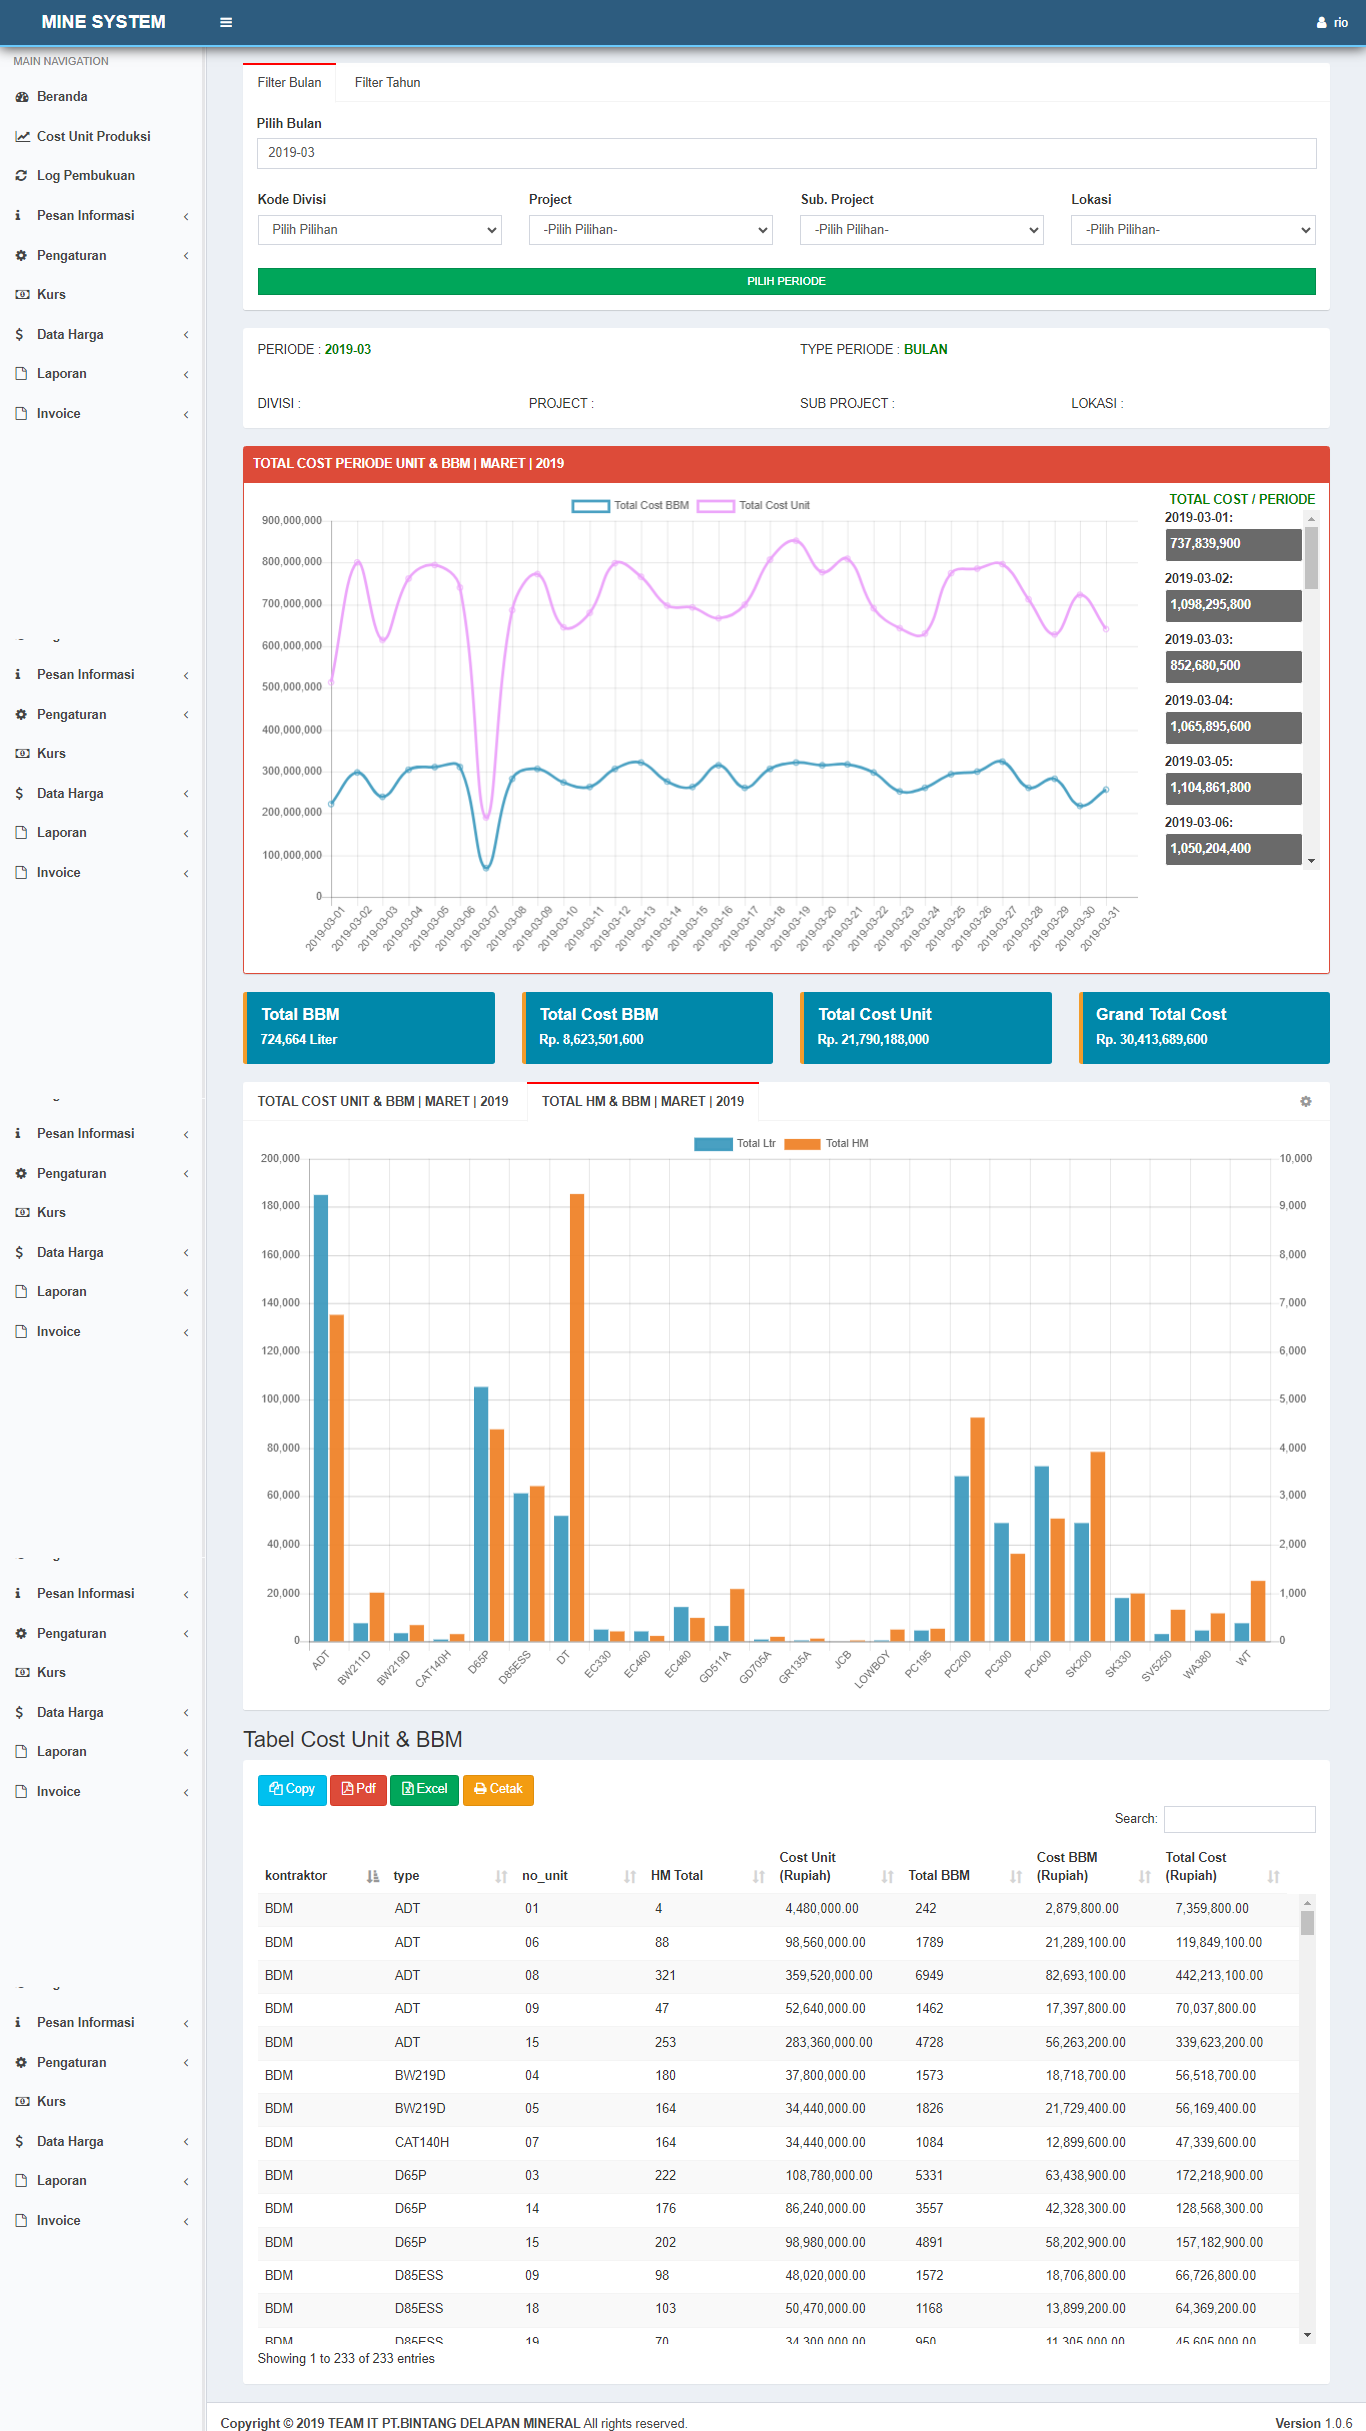 MINE SYSTEM
rio
MAIN NAVIGATION
Beranda
Cost Unit Produksi
Log Pembukuan
Pesan Informasi
Pengaturan
Kurs
Data Harga
Laporan
Invoice
Pesan Informasi
Pengaturan
Kurs
Data Harga
Laporan
Invoice
Pesan Informasi
Pengaturan
Kurs
Data Harga
Laporan
Invoice
Pesan Informasi
Pengaturan
Kurs
Data Harga
Laporan
Invoice
Pesan Informasi
Pengaturan
Kurs
Data Harga
Laporan
Invoice
Filter Bulan Filter Tahun
Pilih Bulan
2019-03
Kode Divisi Project Sub. Project Lokasi
Pilih Pilihan -Pilih Pilihan- -Pilih Pilihan- -Pilih Pilihan-
PILIH PERIODE
PERIODE : 2019-03 TYPE PERIODE : BULAN
DIVISI : PROJECT : SUB PROJECT : LOKASI :
TOTAL COST PERIODE UNIT & BBM | MARET | 2019
Total Cost BBM Total Cost Unit
900,000,000
800,000,000
700,000,000
600,000,000
500,000,000
400,000,000
300,000,000
200,000,000
100,000,000
0
2019-03-01 2019-03-02 2019-03-03 2019-03-04 2019-03-05 2019-03-06 2019-03-07 2019-03-08 2019-03-09 2019-03-10 2019-03-11 2019-03-12 2019-03-13 2019-03-14 2019-03-15 2019-03-16 2019-03-17 2019-03-18 2019-03-19 2019-03-20 2019-03-21 2019-03-22 2019-03-23 2019-03-24 2019-03-25 2019-03-26 2019-03-27 2019-03-28 2019-03-29 2019-03-30 2019-03-31
TOTAL COST / PERIODE
2019-03-01:
737,839,900
2019-03-02:
1,098,295,800
2019-03-03:
852,680,500
2019-03-04:
1,065,895,600
2019-03-05:
1,104,861,800
2019-03-06:
1,050,204,400
Total BBM
724,664 Liter
Total Cost BBM
Rp. 8,623,501,600
Total Cost Unit
Rp. 21,790,188,000
Grand Total Cost
Rp. 30,413,689,600
TOTAL COST UNIT & BBM | MARET | 2019 TOTAL HM & BBM | MARET | 2019
Total Ltr Total HM
200,000 10,000
180,000 9,000
160,000 8,000
140,000 7,000
120,000 6,000
100,000 5,000
80,000 4,000
60,000 3,000
40,000 2,000
20,000 1,000
0 0
ADT BW211D BW219D CAT140H D65P D85ESS DT EC330 EC460 EC480 GD511A GD705A GR135A JCB LOWBOY PC195 PC200 PC300 PC400 SK200 SK330 SV5250 WA380 WT
Tabel Cost Unit & BBM
Copy Pdf Excel Cetak
Search:
kontraktor type no_unit HM Total Cost Unit (Rupiah) Total BBM Cost BBM (Rupiah) Total Cost (Rupiah)
BDM ADT 01 4 4,480,000.00 242 2,879,800.00 7,359,800.00
BDM ADT 06 88 98,560,000.00 1789 21,289,100.00 119,849,100.00
BDM ADT 08 321 359,520,000.00 6949 82,693,100.00 442,213,100.00
BDM ADT 09 47 52,640,000.00 1462 17,397,800.00 70,037,800.00
BDM ADT 15 253 283,360,000.00 4728 56,263,200.00 339,623,200.00
BDM BW219D 04 180 37,800,000.00 1573 18,718,700.00 56,518,700.00
BDM BW219D 05 164 34,440,000.00 1826 21,729,400.00 56,169,400.00
BDM CAT140H 07 164 34,440,000.00 1084 12,899,600.00 47,339,600.00
BDM D65P 03 222 108,780,000.00 5331 63,438,900.00 172,218,900.00
BDM D65P 14 176 86,240,000.00 3557 42,328,300.00 128,568,300.00
BDM D65P 15 202 98,980,000.00 4891 58,202,900.00 157,182,900.00
BDM D85ESS 09 98 48,020,000.00 1572 18,706,800.00 66,726,800.00
BDM D85ESS 18 103 50,470,000.00 1168 13,899,200.00 64,369,200.00
BDM D85ESS 19 70 34,300,000.00 950 11,305,000.00 45,605,000.00
Showing 1 to 233 of 233 entries
Copyright © 2019 TEAM IT PT.BINTANG DELAPAN MINERAL All rights reserved.
Version 1.0.6